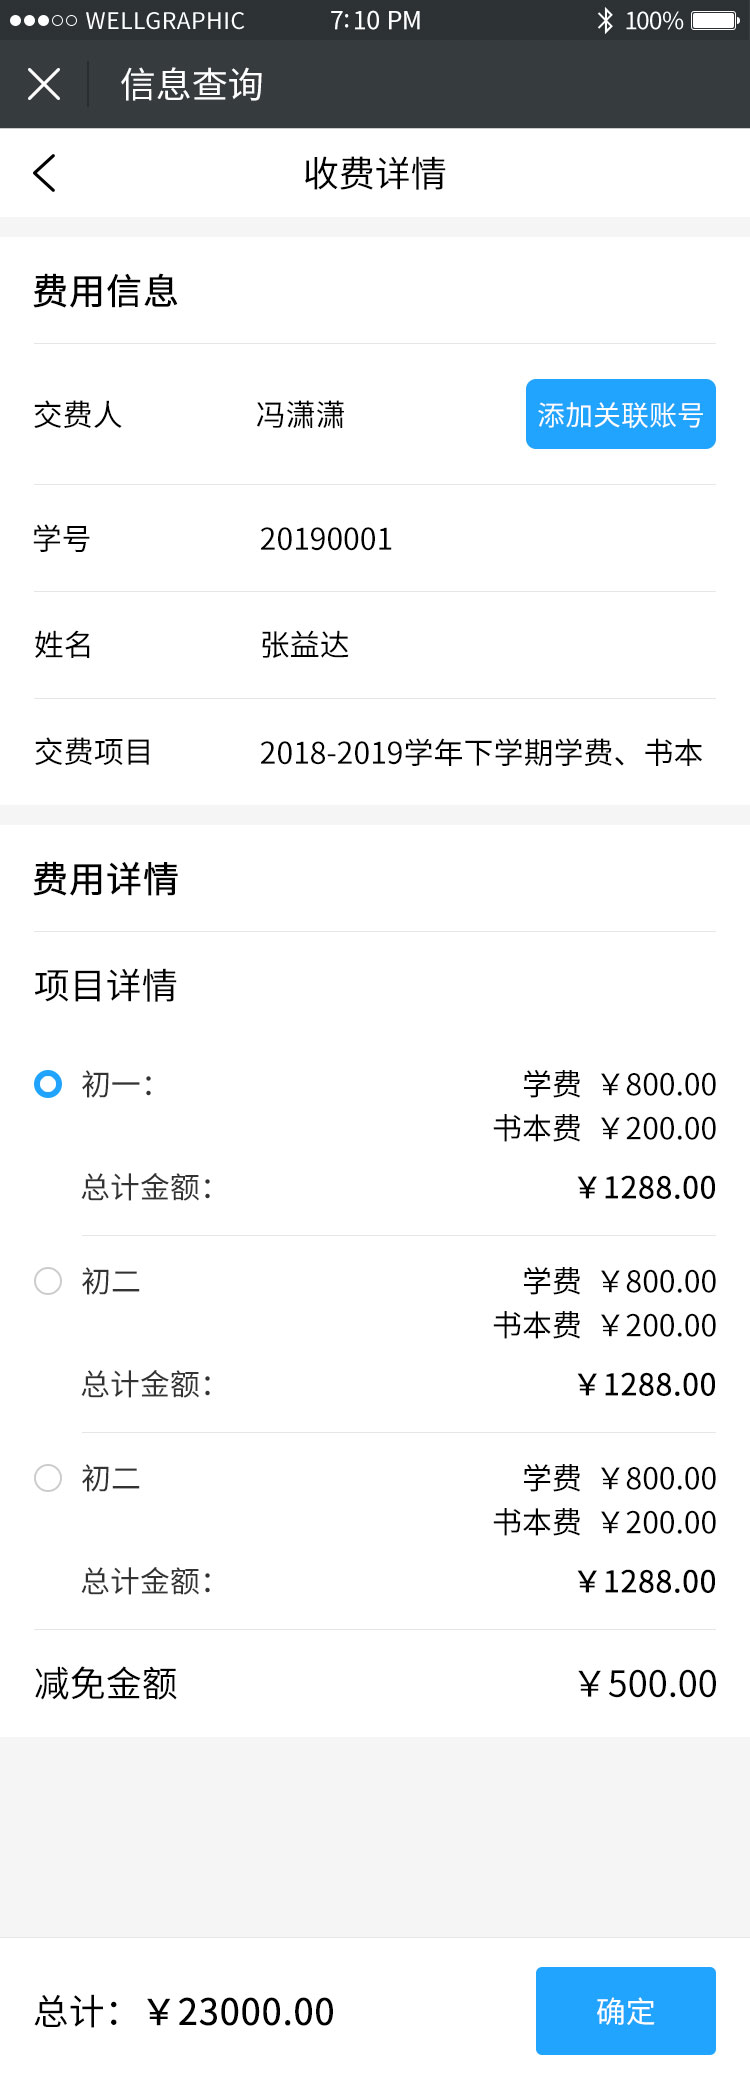 WELLGRAPHIC 7:10 PM 100%
信息查询
收费详情
费用信息
交费人 冯潇潇 添加关联账号
学号 20190001
姓名 张益达
交费项目 2018-2019学年下学期学费、书本
费用详情
项目详情
初一： 学费 ￥800.00
书本费 ￥200.00
总计金额： ￥1288.00
初二 学费 ￥800.00
书本费 ￥200.00
总计金额： ￥1288.00
初二 学费 ￥800.00
书本费 ￥200.00
总计金额： ￥1288.00
减免金额 ￥500.00
总计：￥23000.00 确定